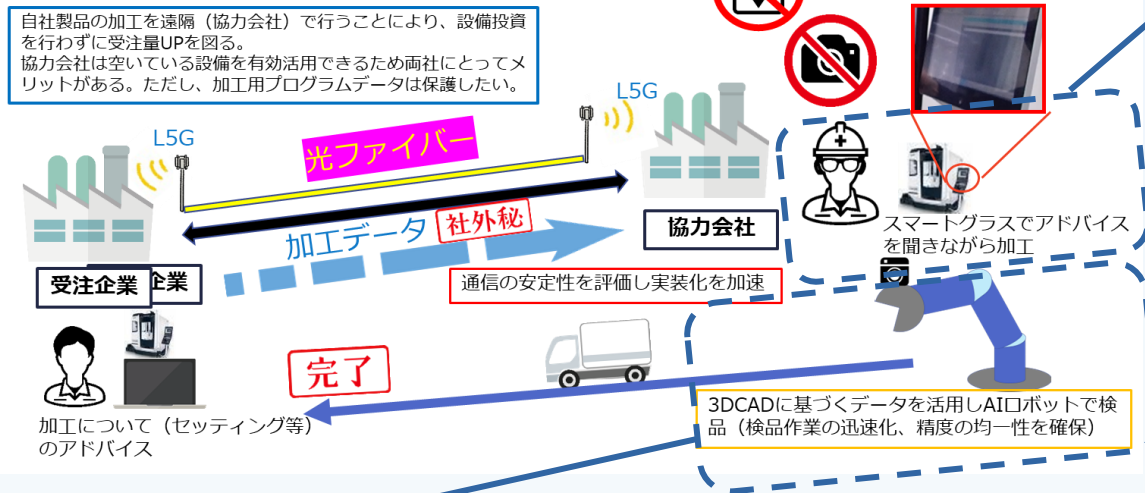 自社製品の加工を遠隔（協力会社）で行うことにより、設備投資
を行わずに受注量UPを図る。
協力会社は空いている設備を有効活用できるため両社にとってメ
リットがある。ただし、加工用プログラムデータは保護したい。
L5G
L5G
光ファイバー
加工データ
社外秘
協力会社
スマートグラスでアドバイス
を聞きながら加工
受注企業
企業
通信の安定性を評価し実装化を加速
完了
3DCADに基づくデータを活用しAIロボットで検
品（検品作業の迅速化、精度の均一性を確保）
加工について（セッティング等）
のアドバイス